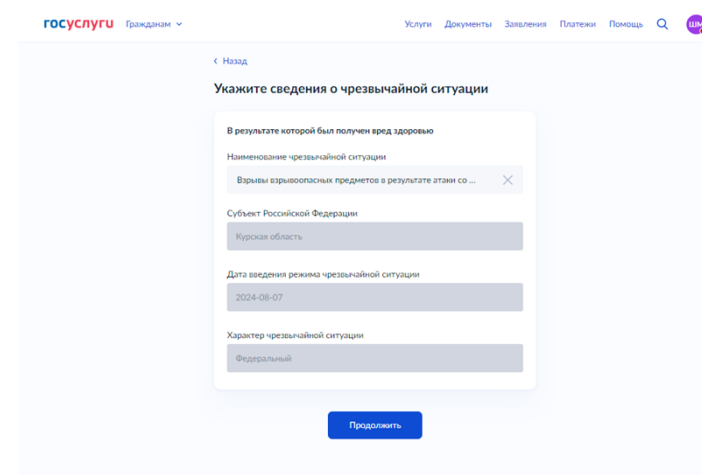 госуслуги Гражданам Услуги Документы Заявления Платежи Помощь ШМ
Назад
Укажите сведения о чрезвычайной ситуации
В результате которой был получен вред здоровью
Наименование чрезвычайной ситуации
Взрывы взрывоопасных предметов в результате атаки со ...
Субъект Российской Федерации
Курская область
Дата введения режима чрезвычайной ситуации
2024-08-07
Характер чрезвычайной ситуации
Федеральный
Продолжить